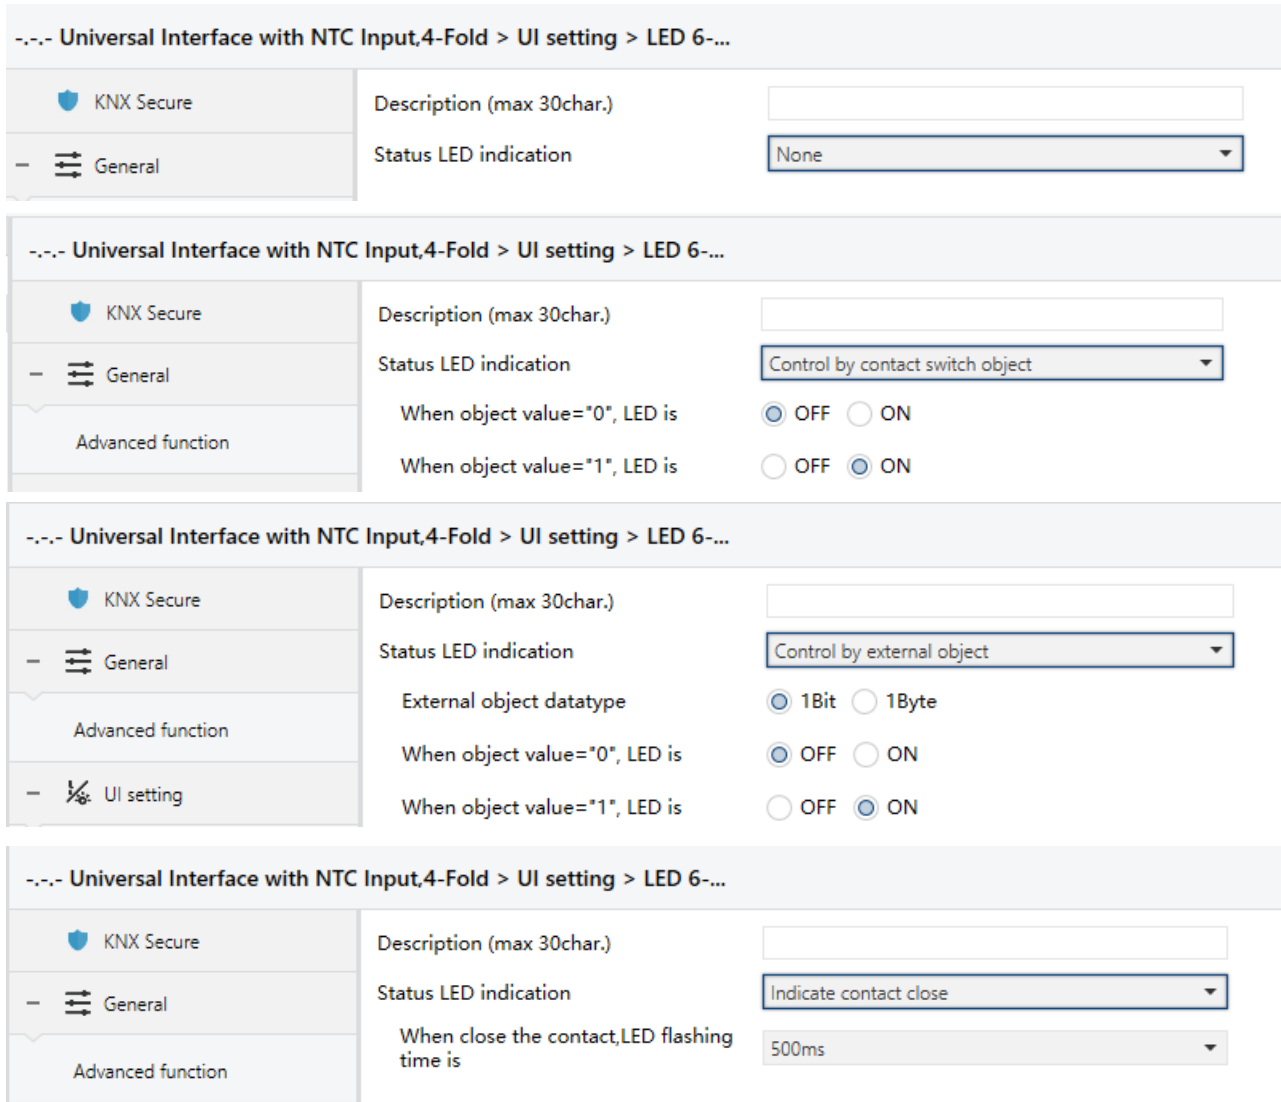 -.-.- Universal Interface with NTC Input,4-Fold > UI setting > LED 6-...
KNX Secure
Description (max 30char.)
General
Status LED indication
None
-.-.- Universal Interface with NTC Input,4-Fold > UI setting > LED 6-...
KNX Secure
Description (max 30char.)
General
Status LED indication
Control by contact switch object
When object value="0", LED is
OFF ON
Advanced function
When object value="1", LED is
OFF ON
-.-.- Universal Interface with NTC Input,4-Fold > UI setting > LED 6-...
KNX Secure
Description (max 30char.)
General
Status LED indication
Control by external object
External object datatype
1Bit 1Byte
Advanced function
When object value="0", LED is
OFF ON
UI setting
When object value="1", LED is
OFF ON
-.-.- Universal Interface with NTC Input,4-Fold > UI setting > LED 6-...
KNX Secure
Description (max 30char.)
General
Status LED indication
Indicate contact close
When close the contact,LED flashing
time is
500ms
Advanced function